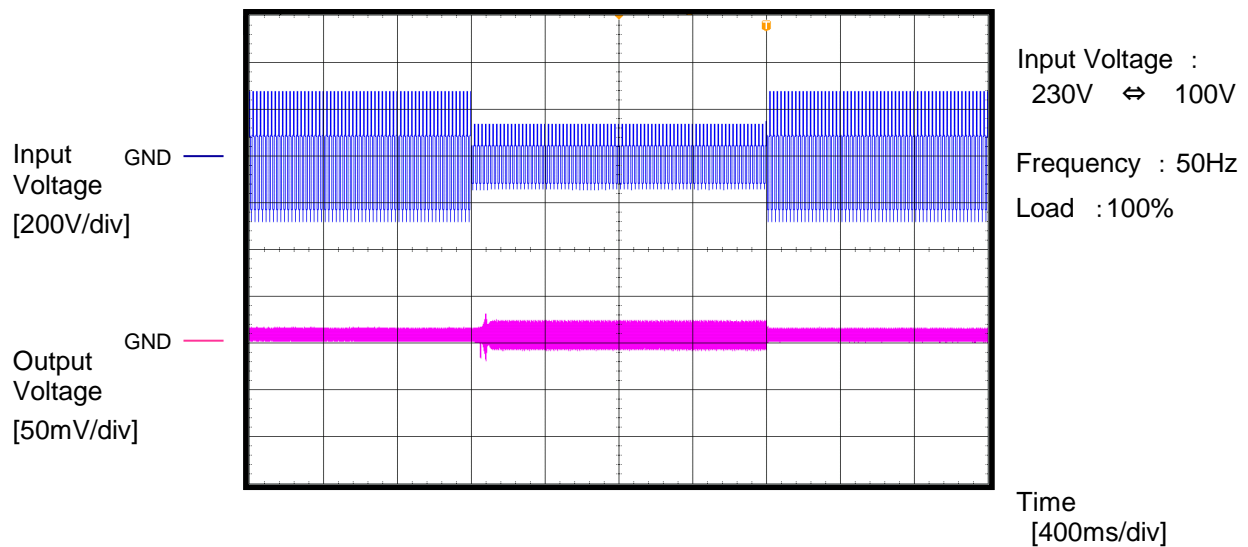 T
Input Voltage :
230V ⇔ 100V
Frequency : 50Hz
Load :100%
Input
Voltage
[200V/div]
GND
GND
Output
Voltage
[50mV/div]
Time
[400ms/div]